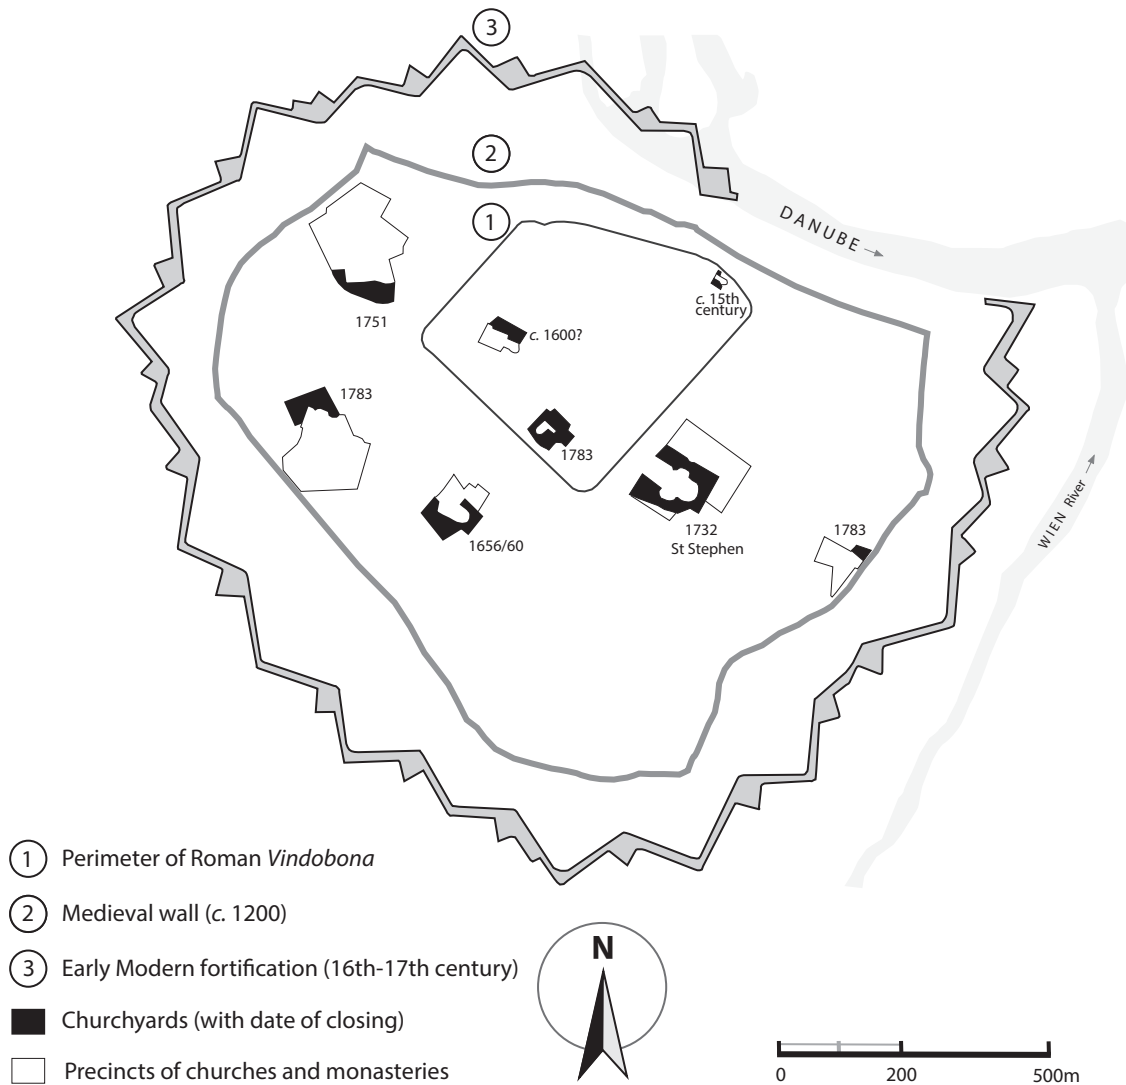 3
2
1
DANUBE
c. 15th
century
1751
c. 1600?
1783
1783
1656/60
1732
St Stephen
1783
WIEN River
1 Perimeter of Roman Vindobona
2 Medieval wall (c. 1200)
3 Early Modern fortification (16th-17th century)
Churchyards (with date of closing)
Precincts of churches and monasteries
N
0 200 500m